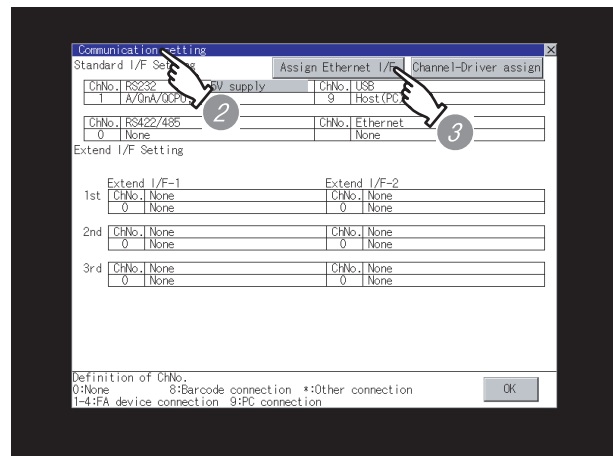 Communication setting ×
Standard I/F Setting Assign Ethernet I/F Channel-Driver assign
ChNo. RS232 5V supply ChNo. USB
1 A/QnA/QCPU, 9 Host(PC)
2
3
ChNo. RS422/485 ChNo. Ethernet
0 None None
Extend I/F Setting
Extend I/F-1 Extend I/F-2
1st ChNo. None ChNo. None
0 None 0 None
2nd ChNo. None ChNo. None
0 None 0 None
3rd ChNo. None ChNo. None
0 None 0 None
Definition of ChNo.
0:None 8:Barcode connection *:Other connection
1-4:FA device connection 9:PC connection
OK